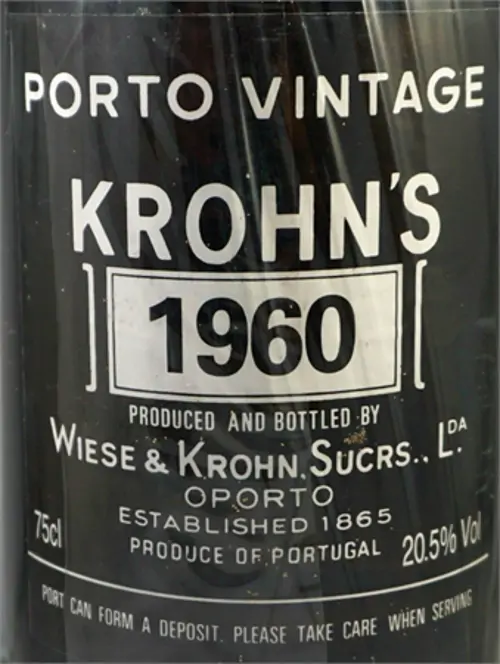 PORTO VINTAGE
KROHN'S
1960
PRODUCED AND BOTTLED BY
WIESE & KROHN, SUCRS., LDA.
OPORTO
ESTABLISHED 1865
75cl PRODUCE OF PORTUGAL 20.5% Vol
PORT CAN FORM A DEPOSIT. PLEASE TAKE CARE WHEN SERVING